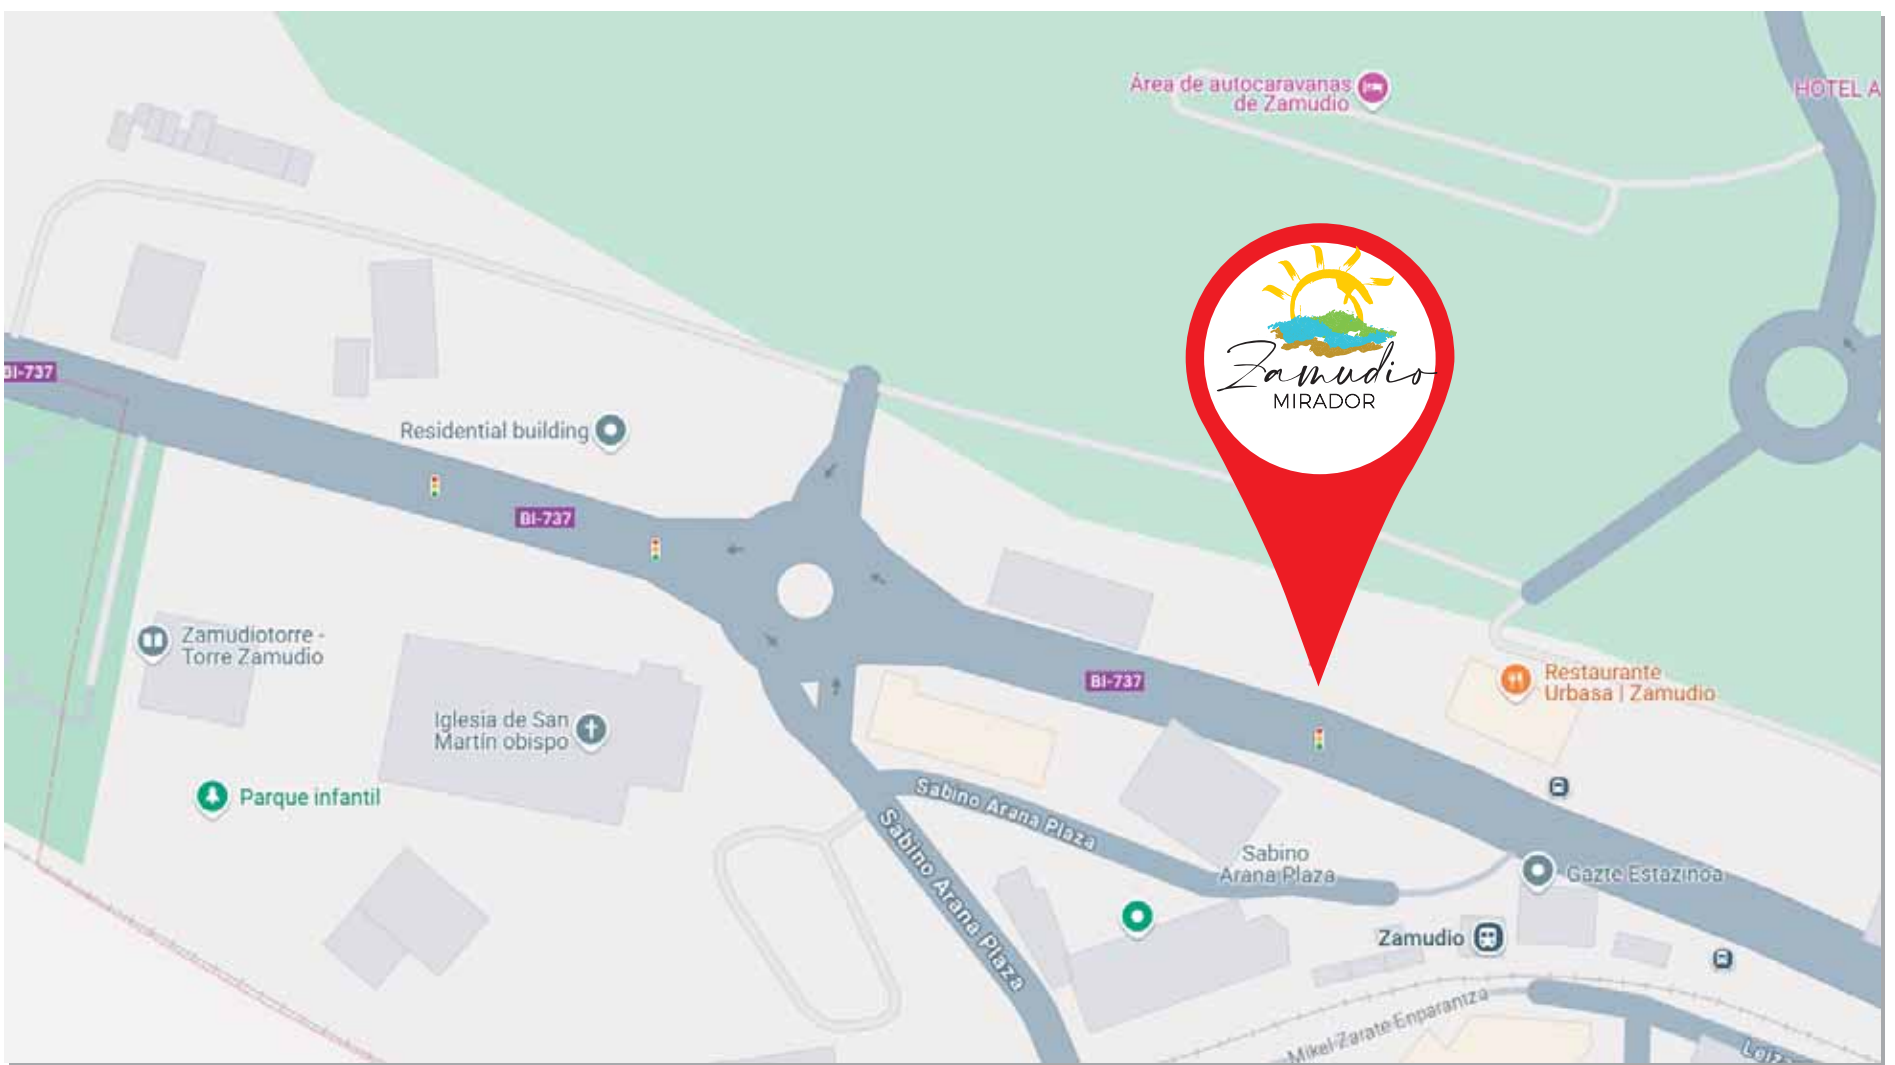 Área de autocaravanas
de Zamudio
HOTEL A
Zamudio
MIRADOR
BI-737
Residential building
BI-737
Zamudiotorre -
Torre Zamudio
Iglesia de San
Martín obispo
BI-737
Restaurante
Urbasa | Zamudio
Parque infantil
Sabino Arana Plaza
Sabino Arana Plaza
Sabino
Arana Plaza
Gazte Estazinoa
Zamudio
Mikel Zarate Enparantza
Leiza